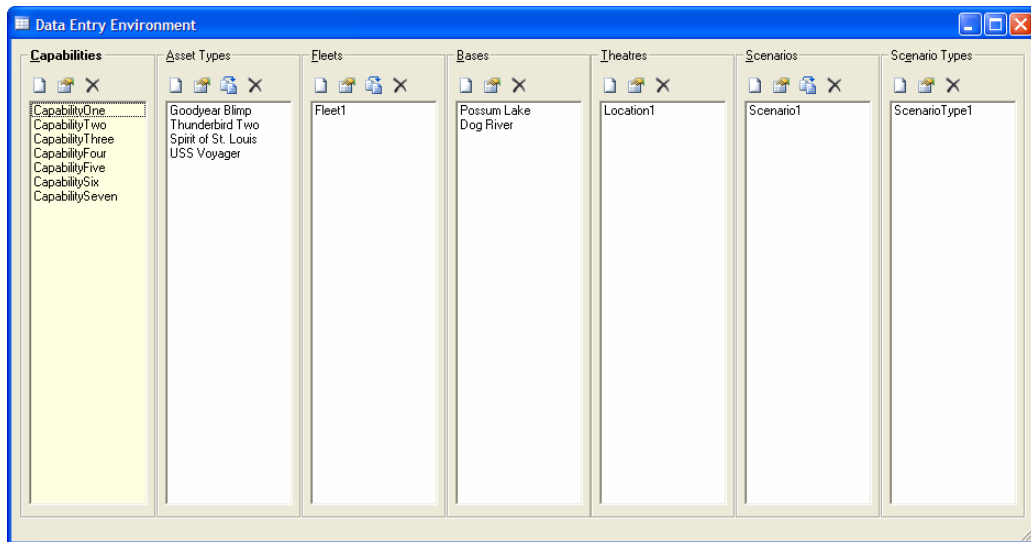 Data Entry Environment
Capabilities
CapabilityOne
CapabilityTwo
CapabilityThree
CapabilityFour
CapabilityFive
CapabilitySix
CapabilitySeven
Asset Types
Goodyear Blimp
Thunderbird Two
Spirit of St. Louis
USS Voyager
Fleets
Fleet1
Bases
Possum Lake
Dog River
Theatres
Location1
Scenarios
Scenario1
Scenario Types
ScenarioType1